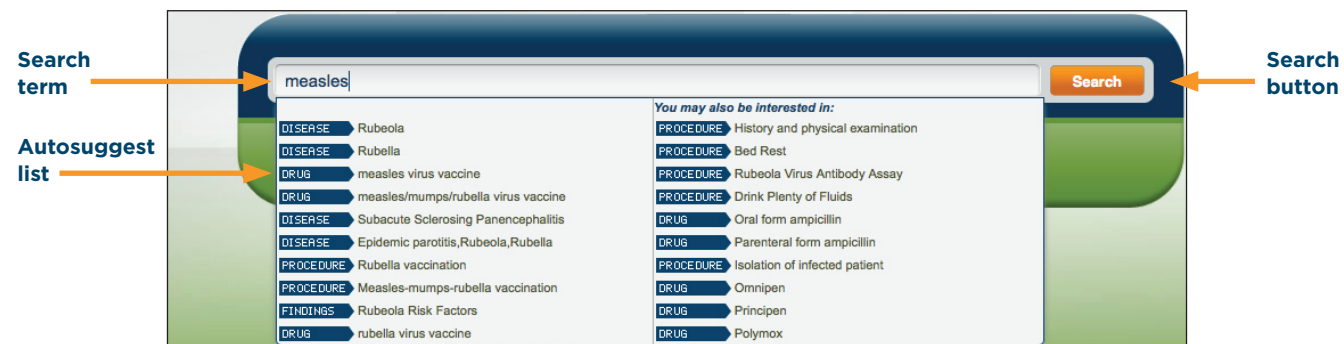 Search
term
measles
Search
Search
button
Autosuggest
list
DISEASE Rubeola
DISEASE Rubella
DRUG measles virus vaccine
DRUG measles/mumps/rubella virus vaccine
DISEASE Subacute Sclerosing Panencephalitis
DISEASE Epidemic parotitis,Rubeola,Rubella
PROCEDURE Rubella vaccination
PROCEDURE Measles-mumps-rubella vaccination
FINDINGS Rubeola Risk Factors
DRUG rubella virus vaccine
You may also be interested in:
PROCEDURE History and physical examination
PROCEDURE Bed Rest
PROCEDURE Rubeola Virus Antibody Assay
PROCEDURE Drink Plenty of Fluids
DRUG Oral form ampicillin
DRUG Parenteral form ampicillin
PROCEDURE Isolation of infected patient
DRUG Omnipen
DRUG Principen
DRUG Polymox